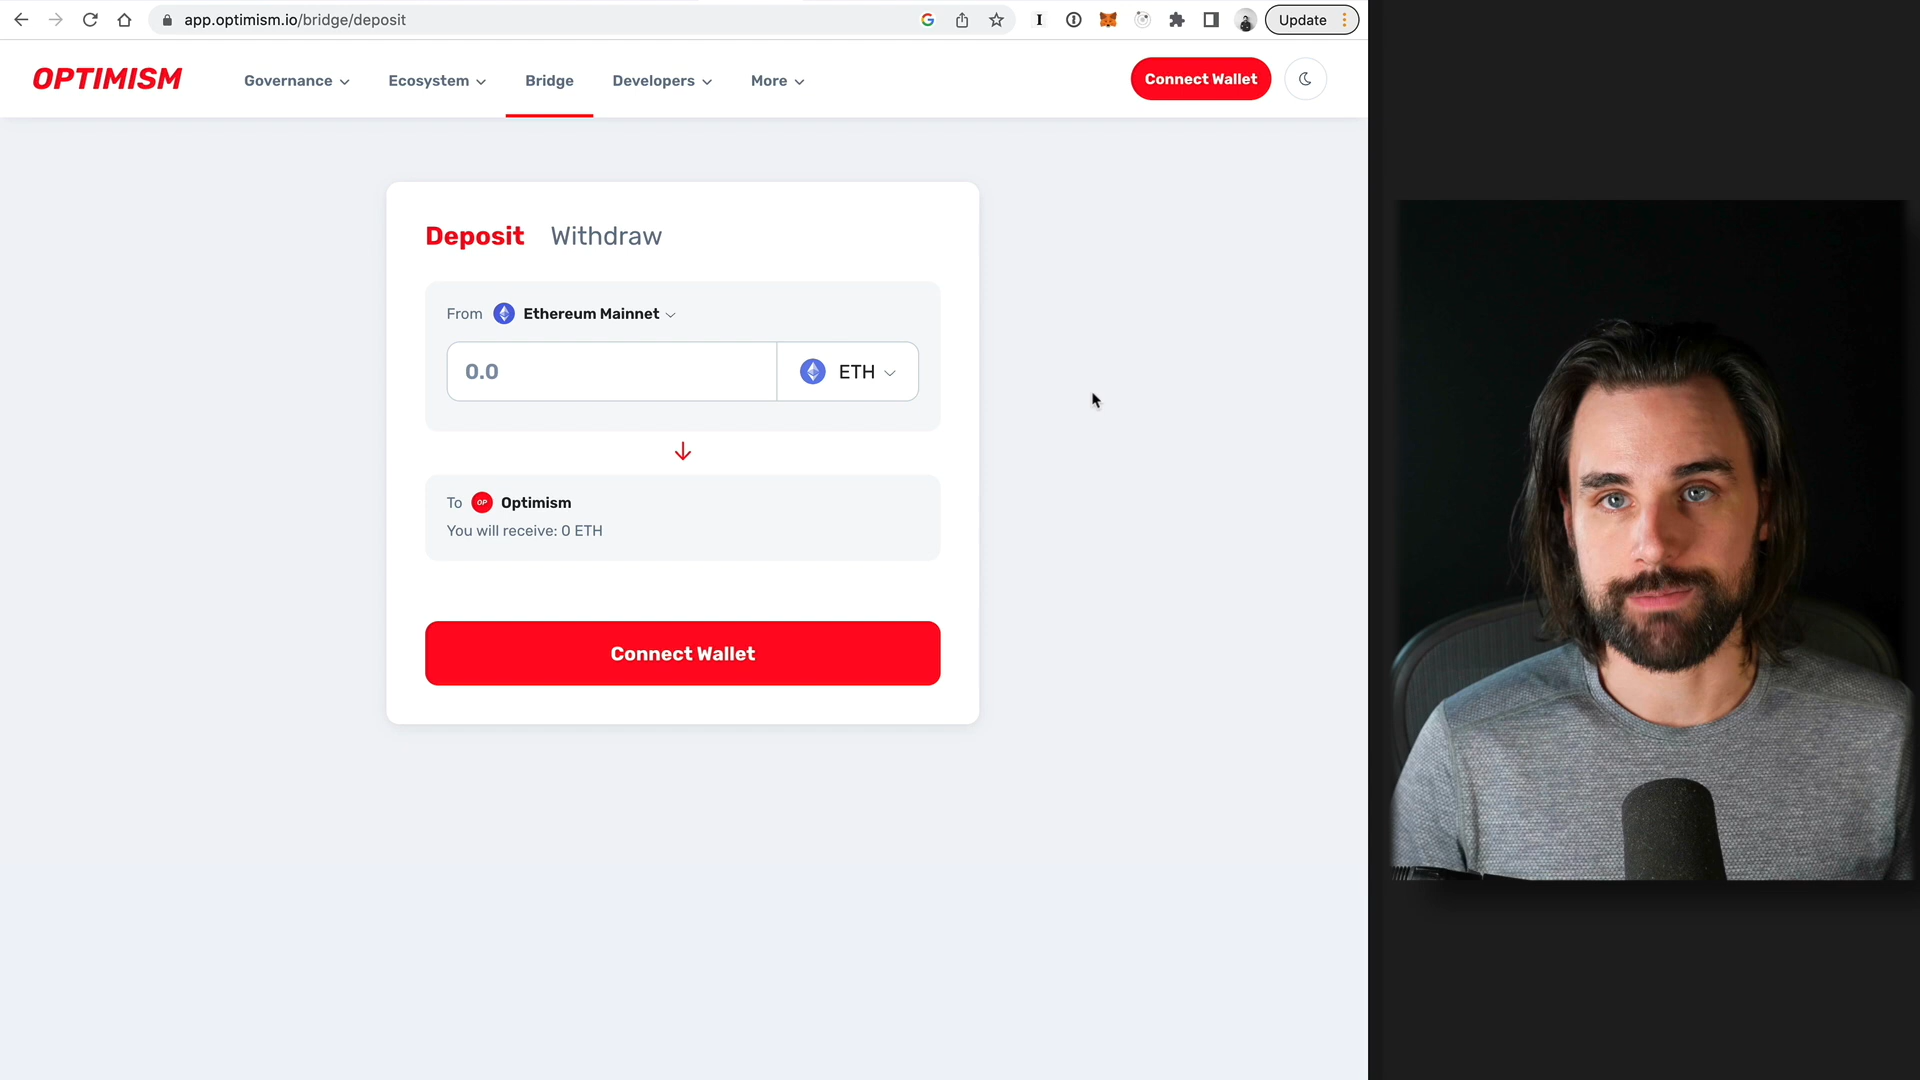 app.optimism.io/bridge/deposit
Update
OPTIMISM
Governance
Ecosystem
Bridge
Developers
More
Connect Wallet
Deposit
Withdraw
From Ethereum Mainnet
0.0
ETH
To OP Optimism
You will receive: 0 ETH
Connect Wallet